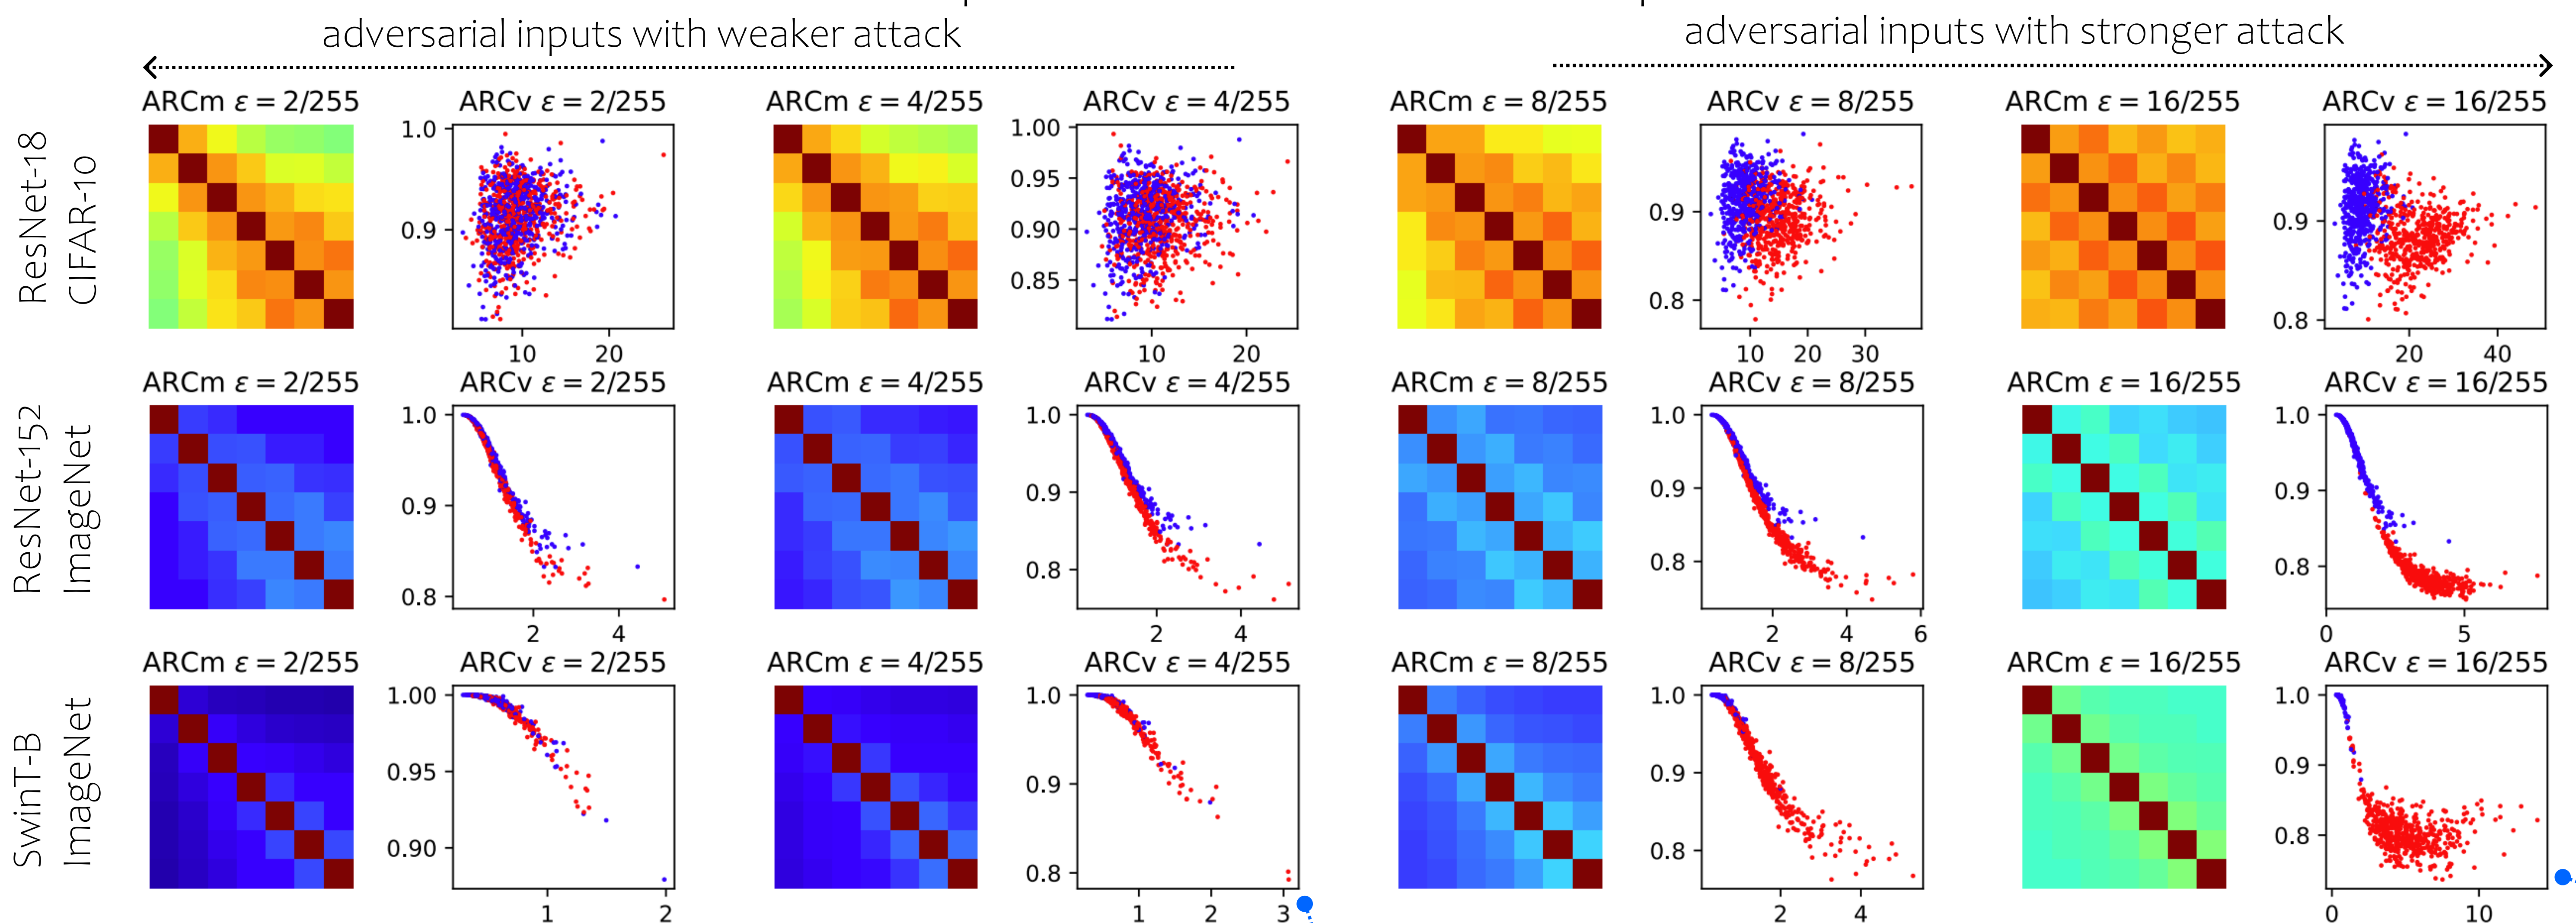 adversarial inputs with weaker attack
adversarial inputs with stronger attack
ResNet-18
CIFAR-10
ARCm ε = 2/255
1.0
0.9
ARCv ε = 2/255
10 20
ARCm ε = 4/255
1.00
0.95
0.90
0.85
ARCv ε = 4/255
10 20
ARCm ε = 8/255
0.9
0.8
ARCv ε = 8/255
10 20 30
ARCm ε = 16/255
0.9
0.8
ARCv ε = 16/255
20 40
ResNet-152
ImageNet
ARCm ε = 2/255
1.0
0.9
0.8
ARCv ε = 2/255
2 4
ARCm ε = 4/255
1.0
0.9
0.8
ARCv ε = 4/255
2 4
ARCm ε = 8/255
1.0
0.9
0.8
ARCv ε = 8/255
2 4 6
ARCm ε = 16/255
1.0
0.9
0.8
ARCv ε = 16/255
0 5
SwinT-B
ImageNet
ARCm ε = 2/255
1.00
0.95
0.90
ARCv ε = 2/255
1 2
ARCm ε = 4/255
1.0
0.9
0.8
ARCv ε = 4/255
1 2 3
ARCm ε = 8/255
1.0
0.9
0.8
ARCv ε = 8/255
2 4
ARCm ε = 16/255
1.0
0.9
0.8
ARCv ε = 16/255
0 10